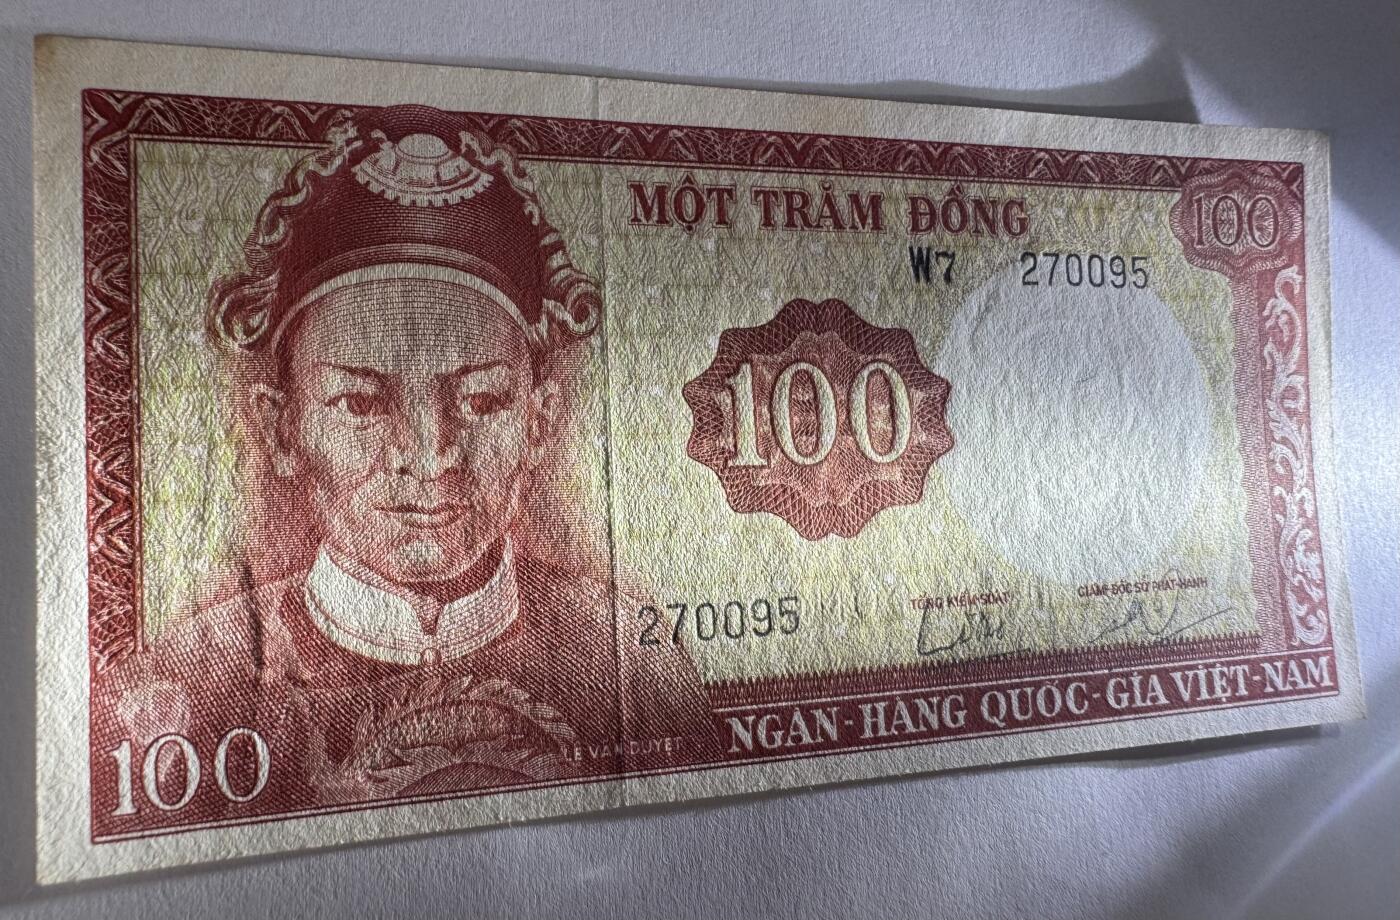 MỘT TRĂM ĐỒNG
100
W7 270095
100
270095
TỔNG KIỂM-SOÁT
GIÁM-ĐỐC SỞ PHÁT-HÀNH
LÊ VĂN DUYỆT
100
NGÂN-HÀNG QUỐC-GIA VIỆT-NAM